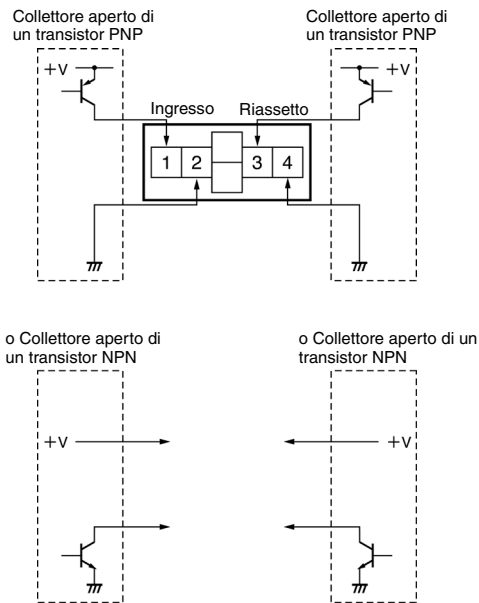 Collettore aperto di
un transistor PNP
Collettore aperto di
un transistor PNP
+V
+V
Ingresso
Riassetto
1 2 3 4
o Collettore aperto di
un transistor NPN
o Collettore aperto di un
transistor NPN
+V
+V